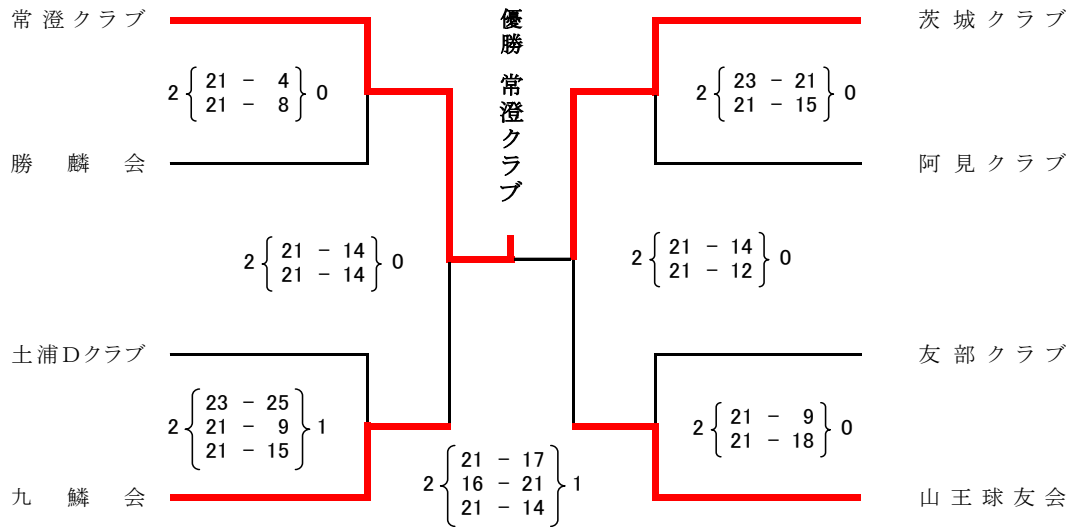 常澄クラブ
2 { 21 － 4 } 0
21 － 8
勝麟会
2 { 21 － 14 } 0
21 － 14
土浦Dクラブ
2 { 23 － 25 } 1
21 － 9
21 － 15
九鱗会
優勝 常澄クラブ
2 { 21 － 17 } 1
16 － 21
21 － 14
茨城クラブ
2 { 23 － 21 } 0
21 － 15
阿見クラブ
2 { 21 － 14 } 0
21 － 12
友部クラブ
2 { 21 － 9 } 0
21 － 18
山王球友会